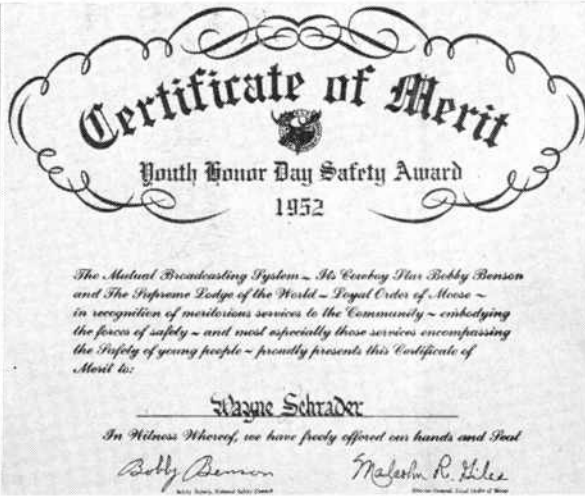 Certificate of Merit
Youth Honor Day Safety Award
1952
The Mutual Broadcasting System ~ Its Cowboy Star Bobby Benson
and The Supreme Lodge of the World ~ Loyal Order of Moose ~
in recognition of meritorious services to the Community ~ embodying
the forces of safety ~ and most especially those services encompassing
the Safety of young people ~ proudly presents this Certificate of
Merit to:
Wayne Schrader
In Witness Whereof, we have freely offered our hands and Seal
Bobby Benson Malcolm R. Giles